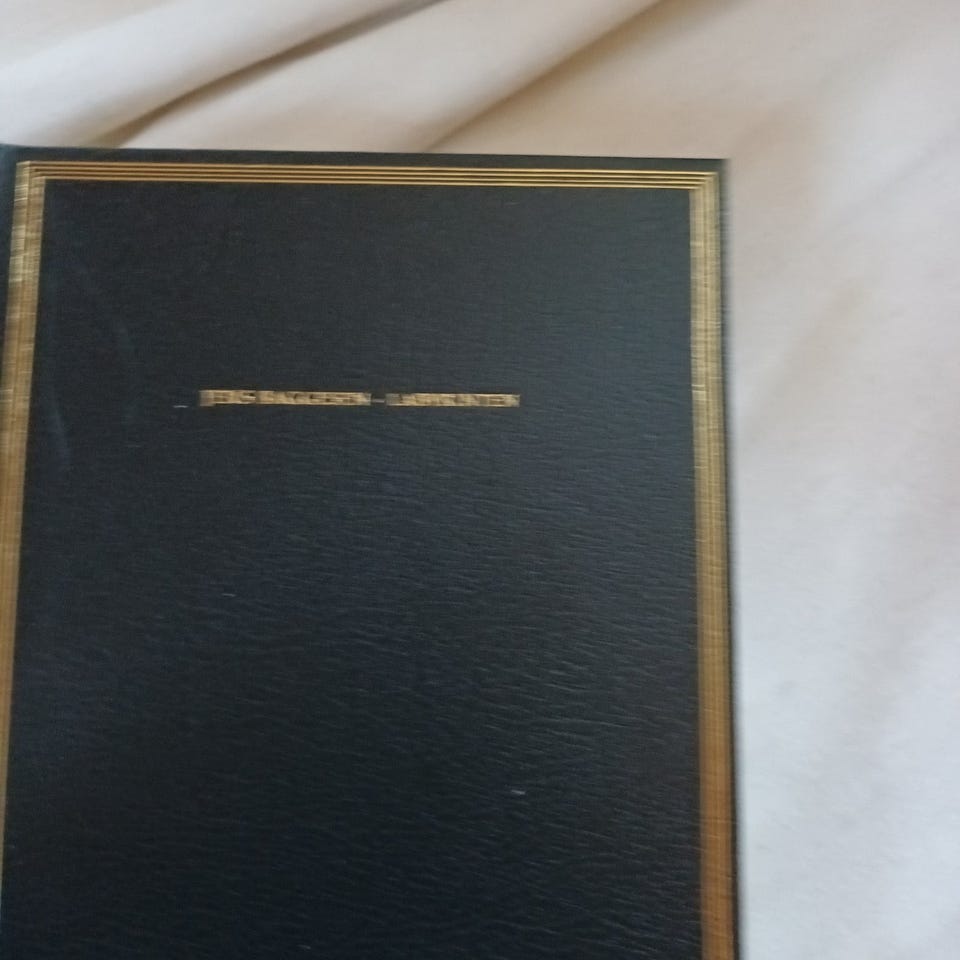 JENS BAGGESEN – LABYRINTEN